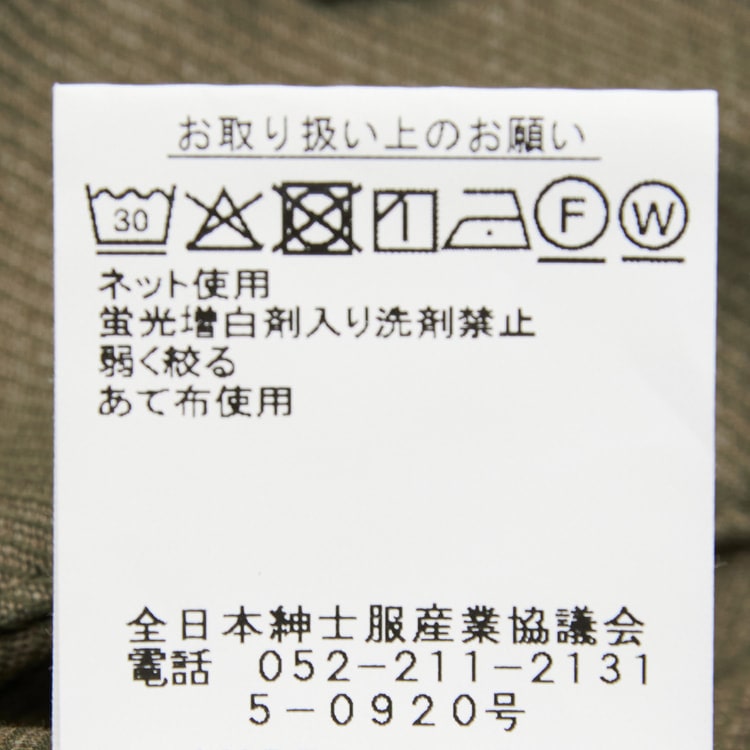 お取り扱い上のお願い
30 F W
ネット使用
蛍光増白剤入り洗剤禁止
弱く絞る
あて布使用
全日本紳士服産業協議会
電話 052-211-2131
5-0920号